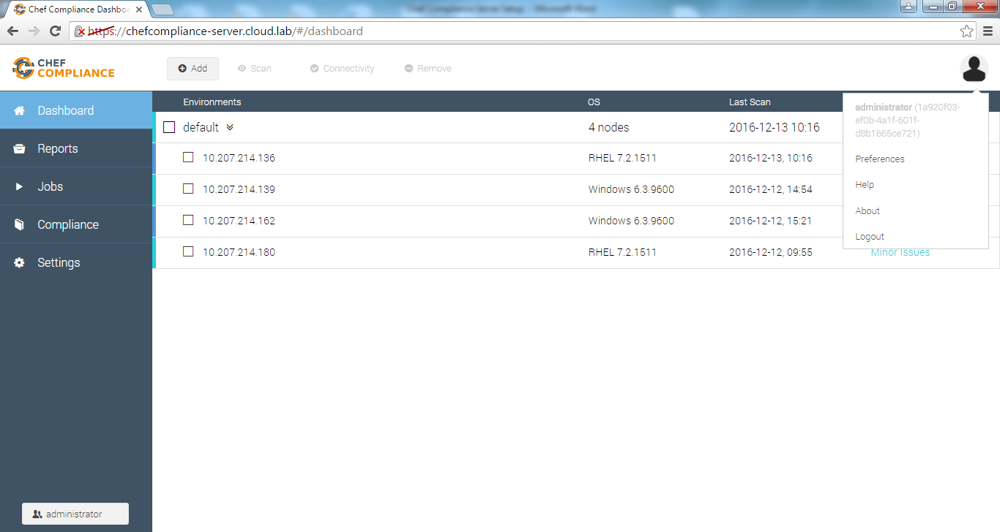 Chef Compliance Dashbo
Chef Compliance Server Setup - Microsoft Word
https://chefcompliance-server.cloud.lab/#/dashboard
CHEF
COMPLIANCE
Add Scan Connectivity Remove
Environments OS Last Scan
administrator (1a920f03-
ef0b-4a1f-601f-
d8b1665ce721)
Preferences
Help
About
Logout
Dashboard
Reports
Jobs
Compliance
Settings
default 4 nodes 2016-12-13 10:16
10.207.214.136 RHEL 7.2.1511 2016-12-13, 10:16
10.207.214.139 Windows 6.3.9600 2016-12-12, 14:54
10.207.214.162 Windows 6.3.9600 2016-12-12, 15:21
10.207.214.180 RHEL 7.2.1511 2016-12-12, 09:55 Minor Issues
administrator